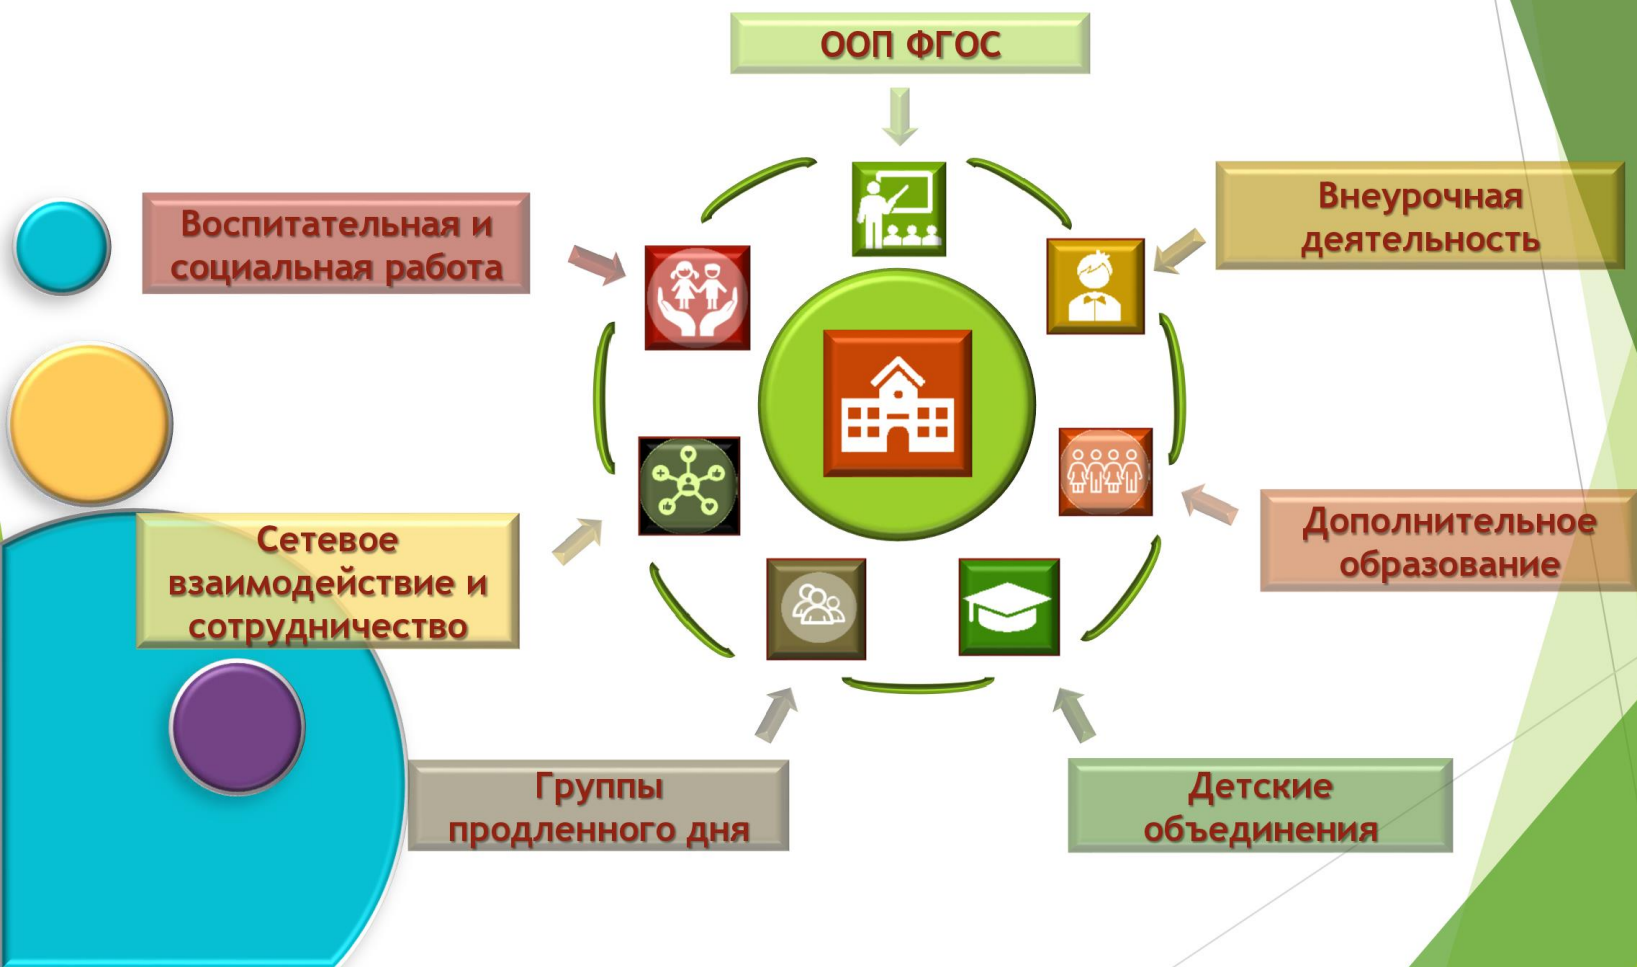 ООП ФГОС
Внеурочная
деятельность
Воспитательная и
социальная работа
Дополнительное
образование
Сетевое
взаимодействие и
сотрудничество
Группы
продленного дня
Детские
объединения